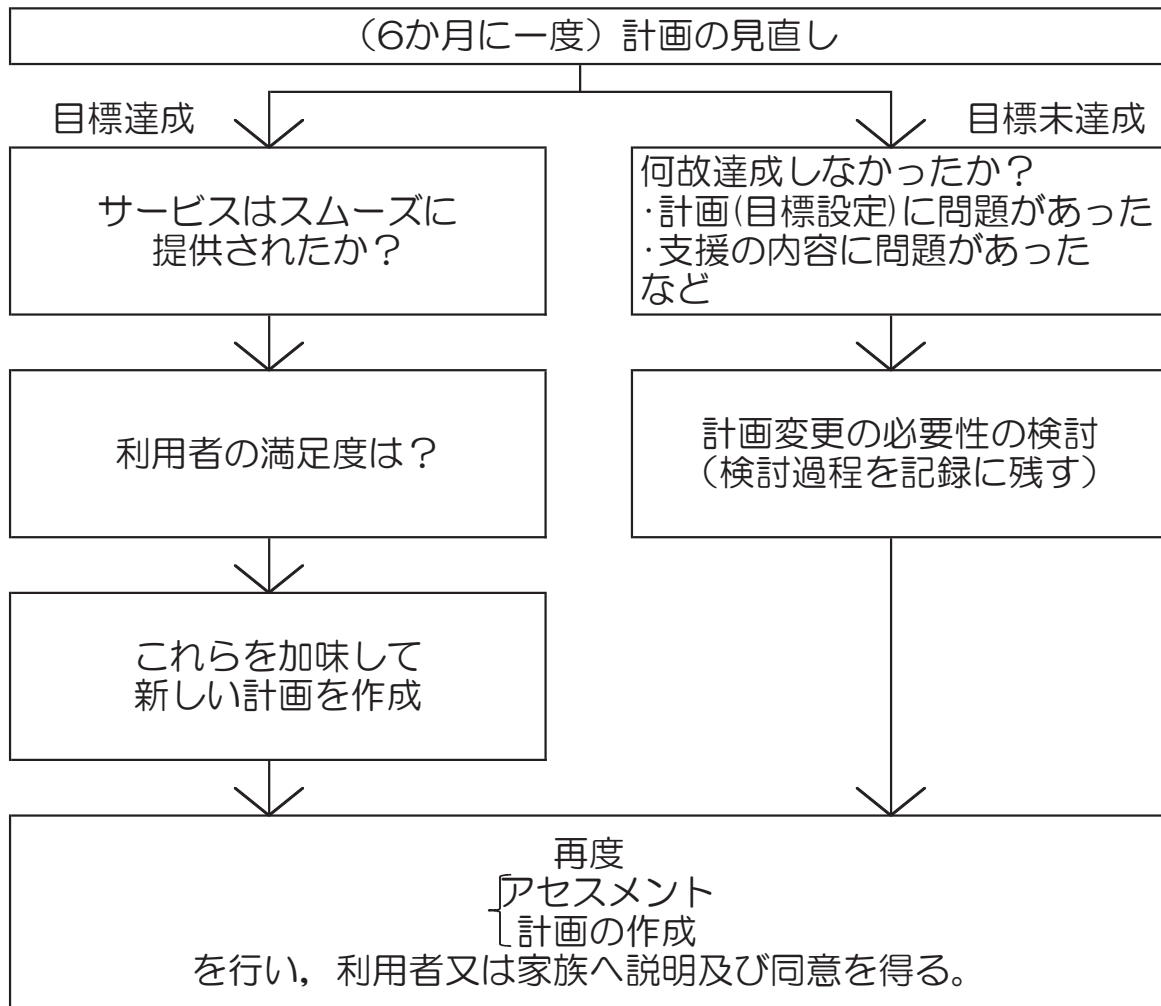 （6か月に一度）計画の見直し
目標達成
目標未達成
サービスはスムーズに
提供されたか？
何故達成しなかったか？
・計画(目標設定)に問題があった
・支援の内容に問題があった
など
利用者の満足度は？
計画変更の必要性の検討
（検討過程を記録に残す）
これらを加味して
新しい計画を作成
再度
アセスメント
計画の作成
を行い，利用者又は家族へ説明及び同意を得る。